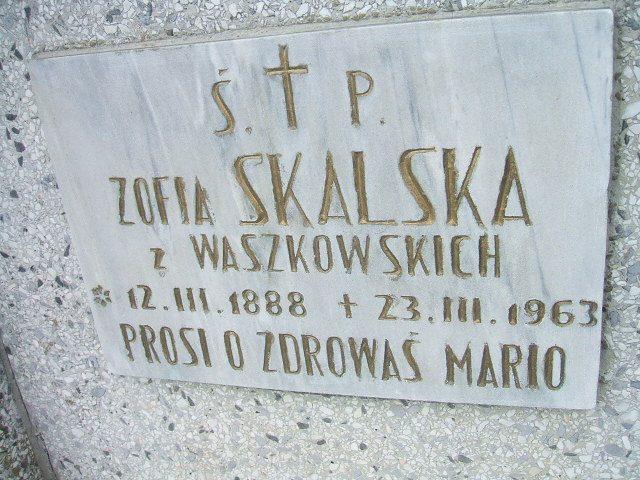 Ś. † P.
ZOFIA SKALSKA
z WASZKOWSKICH
* 12.III.1888 + 23.III.1963
PROSI O ZDROWAŚ MARIO